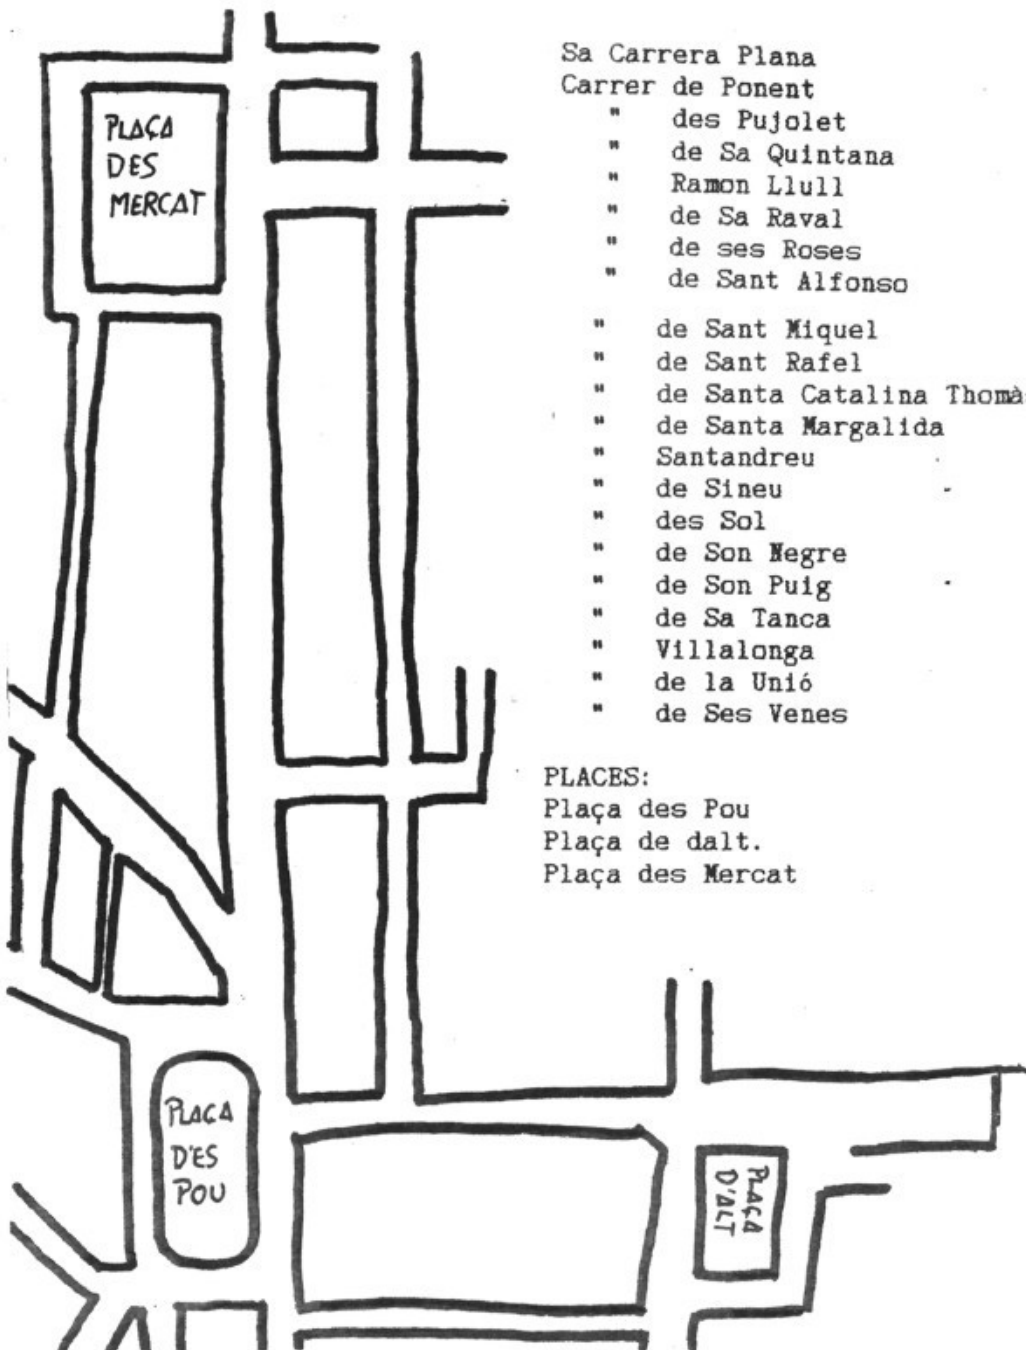 Sa Carrera Plana
Carrer de Ponent
" des Pujolet
" de Sa Quintana
" Ramon Llull
" de Sa Raval
" de ses Roses
" de Sant Alfonso
" de Sant Miquel
" de Sant Rafel
" de Santa Catalina Thomà
" de Santa Margalida
" Santandreu
" de Sineu
" des Sol
" de Son Negre
" de Son Puig
" de Sa Tanca
" Villalonga
" de la Unió
" de Ses Venes
PLACES:
Plaça des Pou
Plaça de dalt.
Plaça des Mercat
PLAÇA
DES
MERCAT
PLAÇA
D'ES
POU
PLAÇA
D'ALT